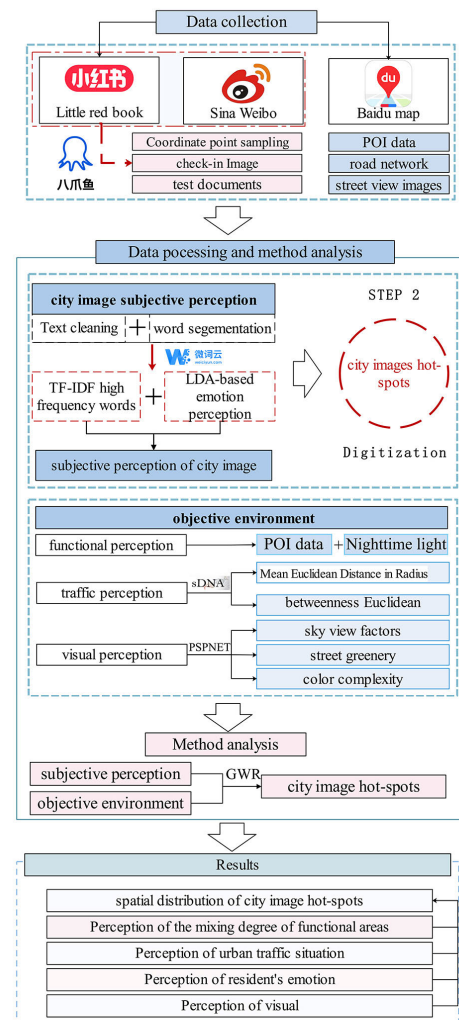 Data collection
小红书
Little red book
Sina Weibo
du
Baidu map
八爪鱼
Coordinate point sampling
check-in Image
test documents
POI data
road network
street view images
Data pocessing and method analysis
city image subjective perception
Text cleaning + word segementation
微词云
TF-IDF high
frequency words
+
LDA-based
emotion
perception
subjective perception of city image
STEP 2
city images hot-
spots
Digitization
objective environment
functional perception
POI data + Nighttime light
traffic perception
sDNA
Mean Euclidean Distance in Radius
betweenness Euclidean
visual perception
PSPNET
sky view factors
street greenery
color complexity
Method analysis
subjective perception
objective environment
GWR
city image hot-spots
Results
spatial distribution of city image hot-spots
Perception of the mixing degree of functional areas
Perception of urban traffic situation
Perception of resident's emotion
Perception of visual